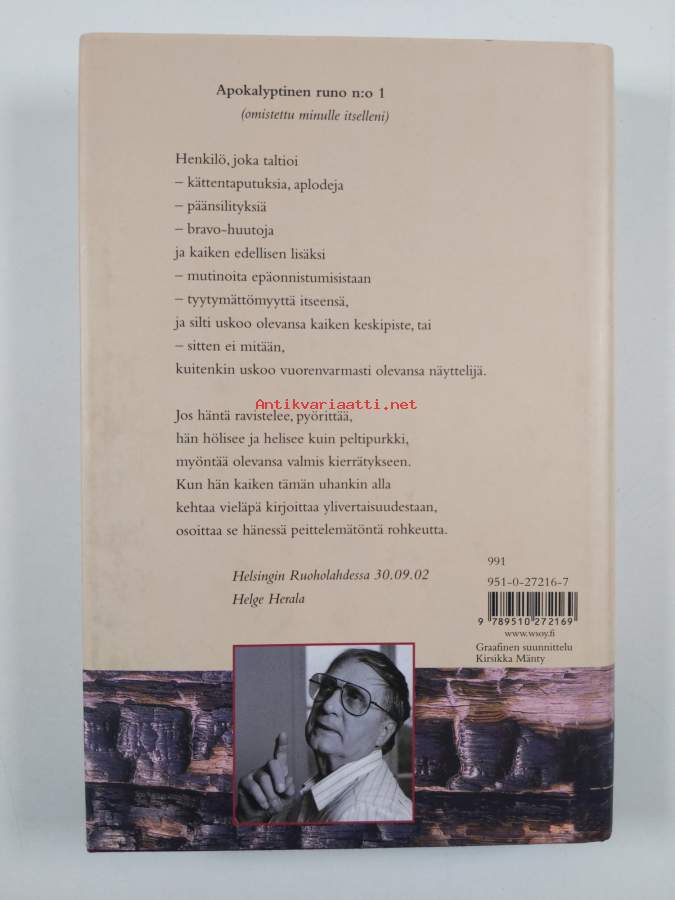 Apokalyptinen runo n:o 1
(omistettu minulle itselleni)
Henkilö, joka taltioi
– kättentaputuksia, aplodeja
– päänsilityksiä
– bravo-huutoja
ja kaiken edellisen lisäksi
– mutinoita epäonnistumisistaan
– tyytymättömyyttä itseensä,
ja silti uskoo olevansa kaiken keskipiste, tai
– sitten ei mitään,
kuitenkin uskoo vuorenvarmasti olevansa näyttelijä.
Antikvariaatti.net
Jos häntä ravistelee, pyörittää,
hän hölisee ja helisee kuin peltipurkki,
myöntää olevansa valmis kierrätykseen.
Kun hän kaiken tämän uhankin alla
kehtaa vieläpä kirjoittaa ylivertaisuudestaan,
osoittaa se hänessä peittelemätöntä rohkeutta.
Helsingin Ruoholahdessa 30.09.02
Helge Herala
991
951-0-27216-7
9 789510 272169
www.wsoy.fi
Graafinen suunnittelu
Kirsikka Mänty